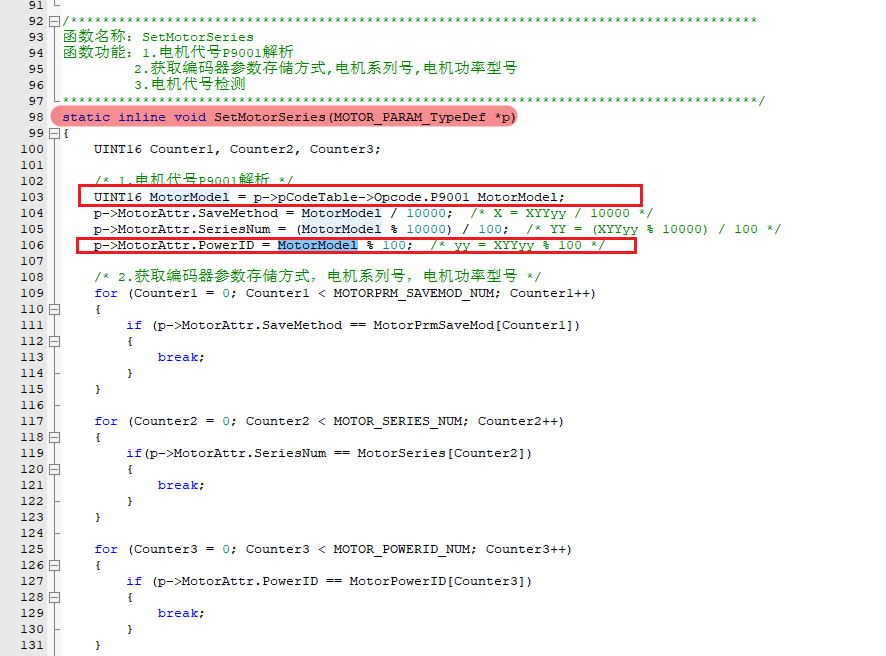 91
92 /***************************************************************************************
93 函数名称: SetMotorSeries
94 函数功能: 1.电机代号P9001解析
95 2.获取编码器参数存储方式,电机系列号,电机功率型号
96 3.电机代号检测
97 ****************************************************************************************/
98 static inline void SetMotorSeries(MOTOR_PARAM_TypeDef *p)
99 {
100 UINT16 Counter1, Counter2, Counter3;
101
102 /* 1.电机代号P9001解析 */
103 UINT16 MotorModel = p->pCodeTable->Opcode.P9001_MotorModel;
104 p->MotorAttr.SaveMethod = MotorModel / 10000; /* X = XYYyy / 10000 */
105 p->MotorAttr.SeriesNum = (MotorModel % 10000) / 100; /* YY = (XYYyy % 10000) / 100 */
106 p->MotorAttr.PowerID = MotorModel % 100; /* yy = XYYyy % 100 */
107
108 /* 2.获取编码器参数存储方式, 电机系列号, 电机功率型号 */
109 for (Counter1 = 0; Counter1 < MOTORPRM_SAVEMOD_NUM; Counter1++)
110 {
111 if (p->MotorAttr.SaveMethod == MotorPrmSaveMod[Counter1])
112 {
113 break;
114 }
115 }
116
117 for (Counter2 = 0; Counter2 < MOTOR_SERIES_NUM; Counter2++)
118 {
119 if(p->MotorAttr.SeriesNum == MotorSeries[Counter2])
120 {
121 break;
122 }
123 }
124
125 for (Counter3 = 0; Counter3 < MOTOR_POWERID_NUM; Counter3++)
126 {
127 if (p->MotorAttr.PowerID == MotorPowerID[Counter3])
128 {
129 break;
130 }
131 }